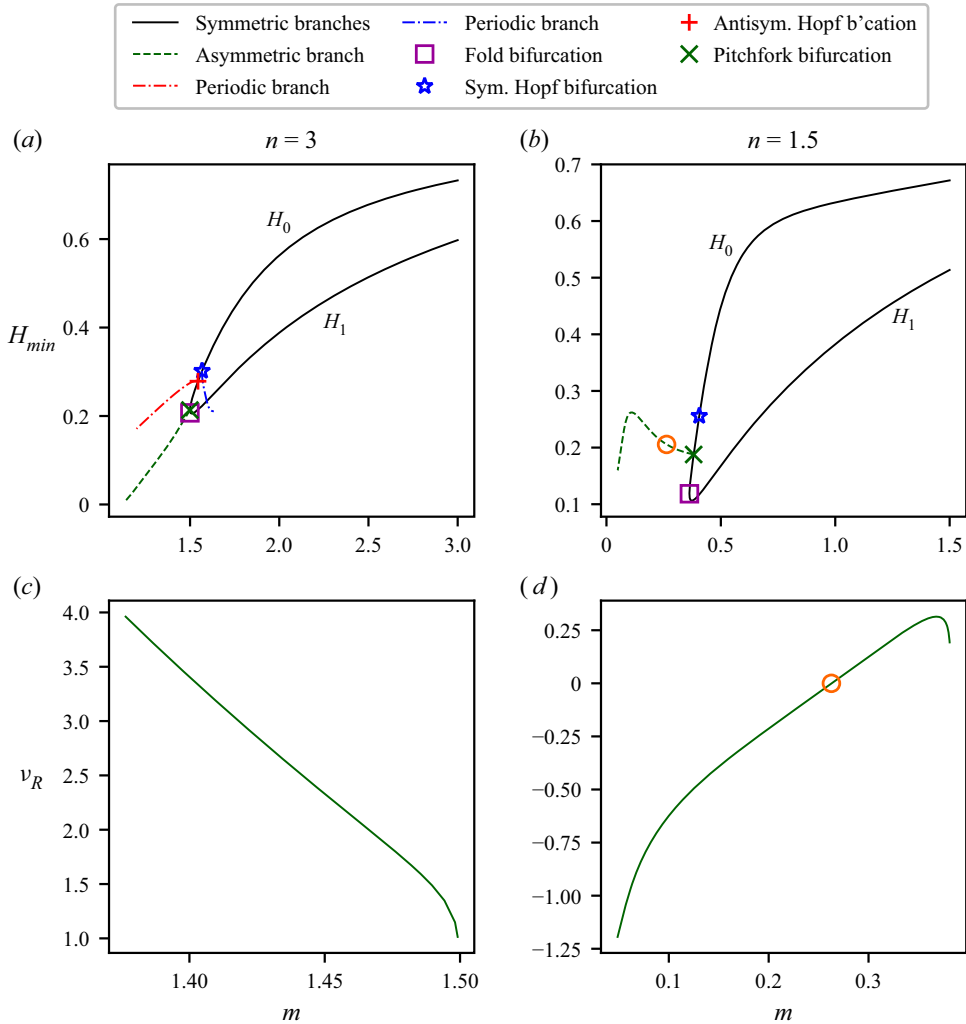 Symmetric branches Periodic branch Antisym. Hopf b'cation
Asymmetric branch Fold bifurcation Pitchfork bifurcation
Periodic branch Sym. Hopf bifurcation
(a) n = 3 (b) n = 1.5
H0
H1
0.6
0.4
0.2
0
Hmin
1.5 2.0 2.5 3.0
H0
H1
0.7
0.6
0.5
0.4
0.3
0.2
0.1
0 0.5 1.0 1.5
(c) (d)
4.0
3.5
3.0
2.5
2.0
1.5
1.0
νR
1.40 1.45 1.50
m
0.25
0
−0.25
−0.50
−0.75
−1.00
−1.25
0.1 0.2 0.3
m